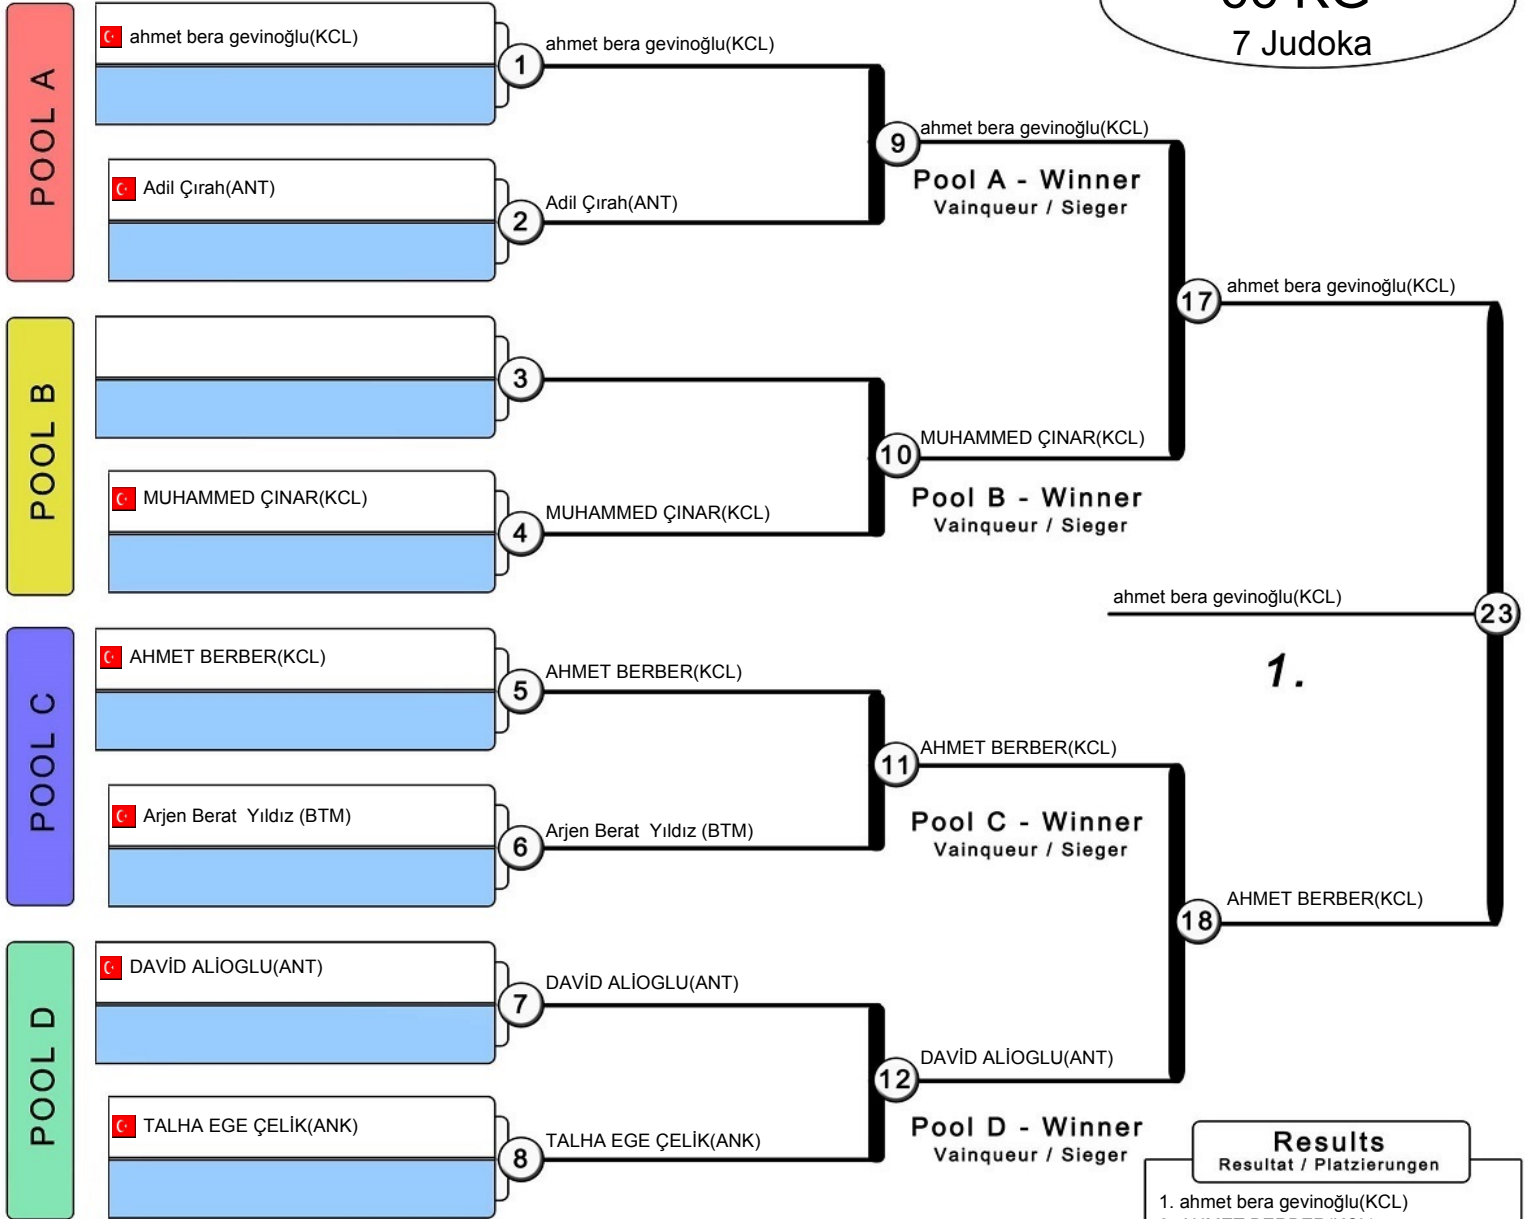 7 Judoka
POOL A
ahmet bera gevinoğlu(KCL)
1
ahmet bera gevinoğlu(KCL)
Adil Çırah(ANT)
2
Adil Çırah(ANT)
9
ahmet bera gevinoğlu(KCL)
Pool A - Winner
Vainqueur / Sieger
POOL B
3
MUHAMMED ÇINAR(KCL)
4
MUHAMMED ÇINAR(KCL)
10
MUHAMMED ÇINAR(KCL)
Pool B - Winner
Vainqueur / Sieger
17
ahmet bera gevinoğlu(KCL)
ahmet bera gevinoğlu(KCL)
23
1.
POOL C
AHMET BERBER(KCL)
5
AHMET BERBER(KCL)
Arjen Berat Yıldız (BTM)
6
Arjen Berat Yıldız (BTM)
11
AHMET BERBER(KCL)
Pool C - Winner
Vainqueur / Sieger
18
AHMET BERBER(KCL)
POOL D
DAVİD ALİOGLU(ANT)
7
DAVİD ALİOGLU(ANT)
TALHA EGE ÇELİK(ANK)
8
TALHA EGE ÇELİK(ANK)
12
DAVİD ALİOGLU(ANT)
Pool D - Winner
Vainqueur / Sieger
Results
Resultat / Platzierungen
1. ahmet bera gevinoğlu(KCL)